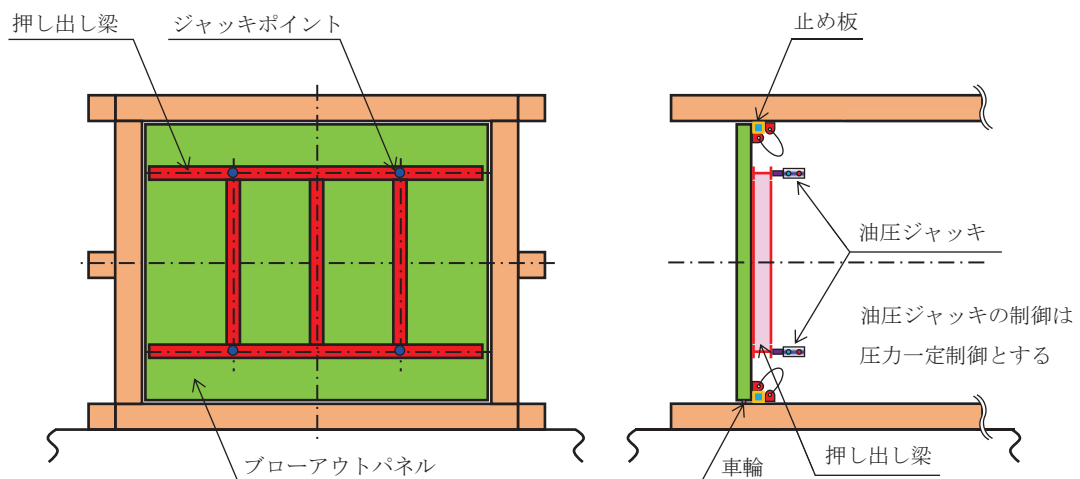 押し出し梁
ジャッキポイント
止め板
油圧ジャッキ
油圧ジャッキの制御は
圧力一定制御とする
ブローアウトパネル
車輪
押し出し梁